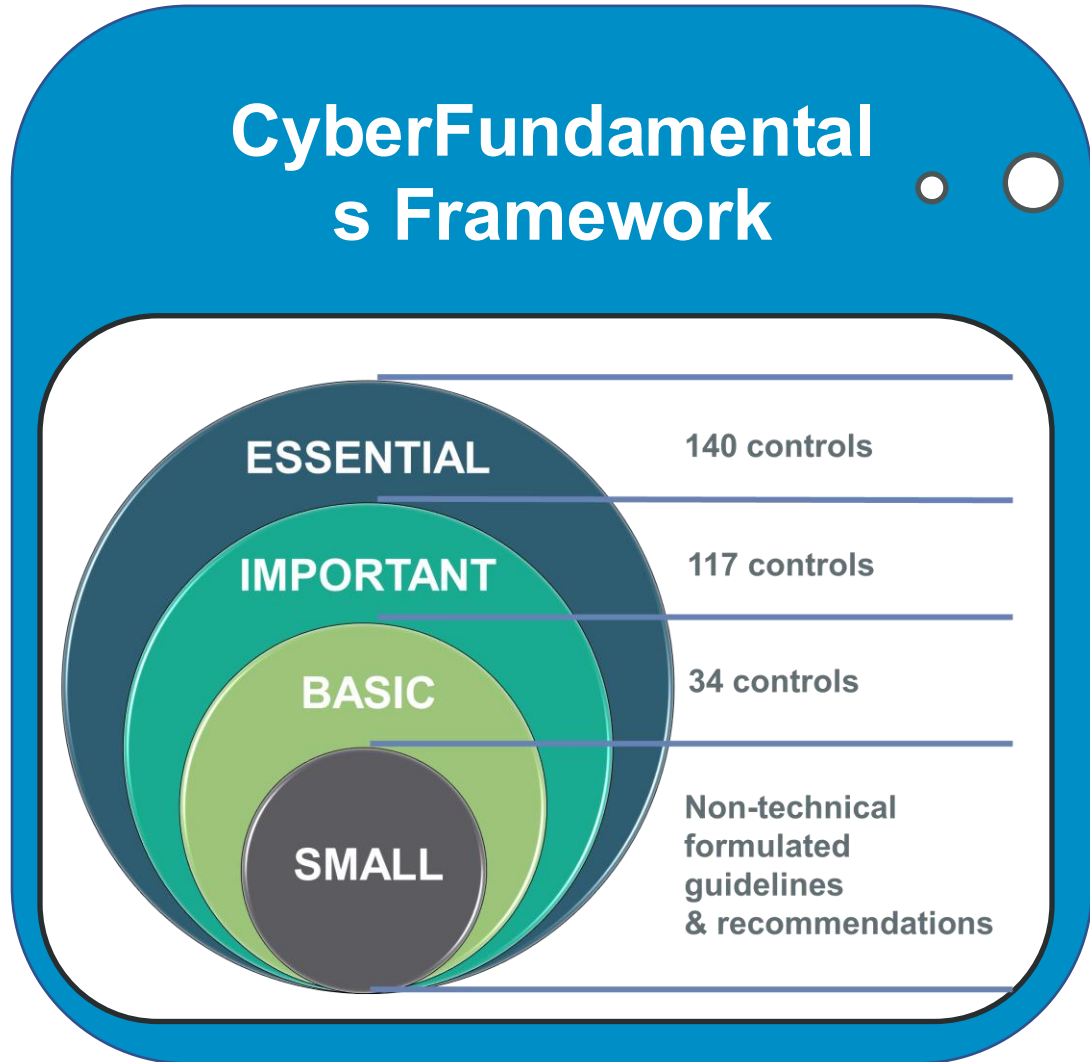 CyberFundamental
s Framework
ESSENTIAL
140 controls
IMPORTANT
117 controls
BASIC
34 controls
SMALL
Non-technical
formulated
guidelines
& recommendations